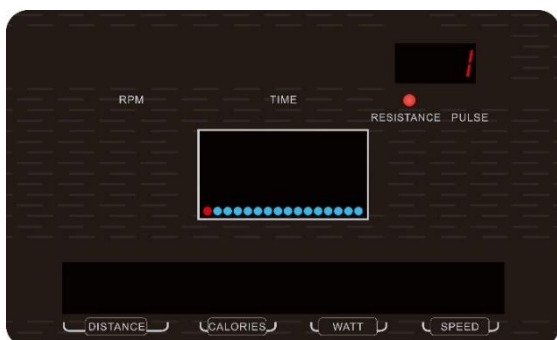 1
RPM TIME
RESISTANCE PULSE
DISTANCE CALORIES WATT SPEED